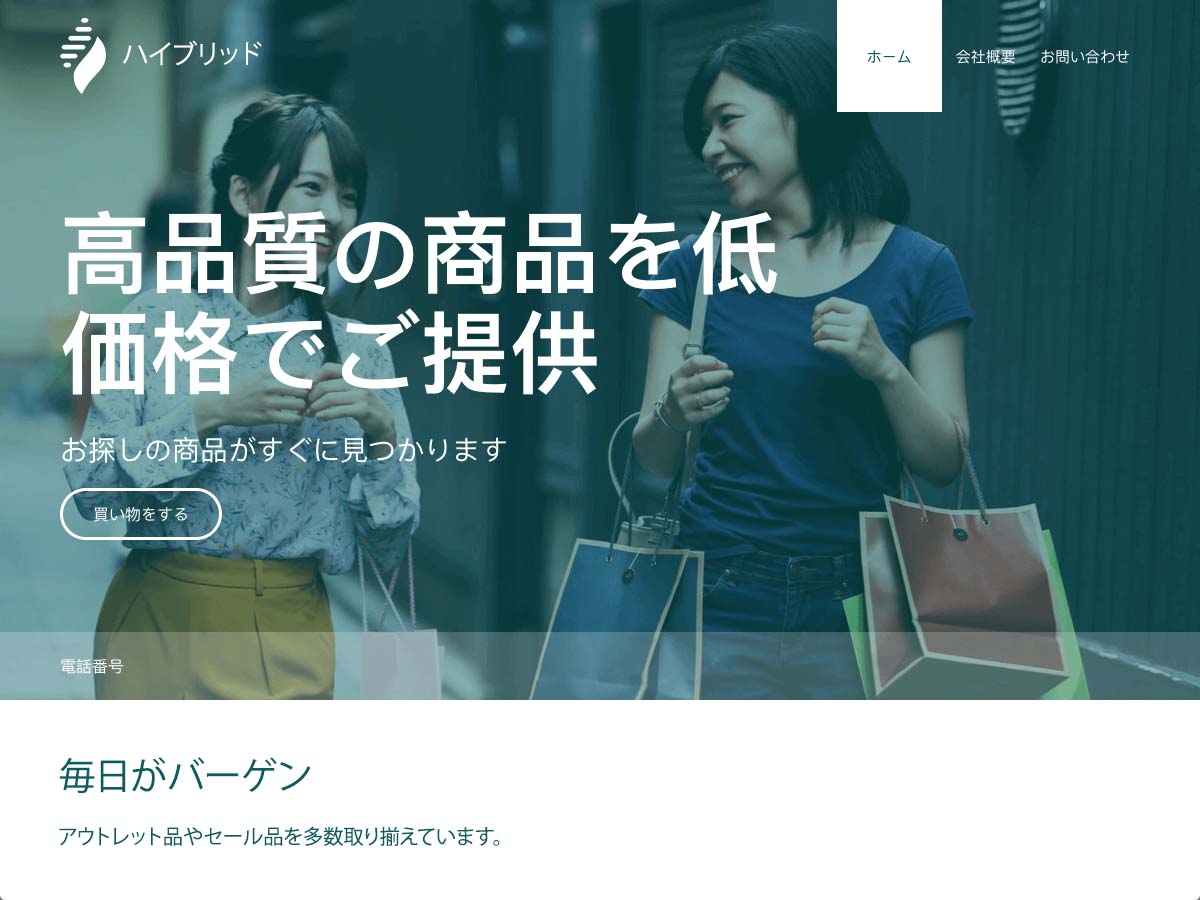 ハイブリッド
ホーム 会社概要 お問い合わせ
高品質の商品を低
価格でご提供
お探しの商品がすぐに見つかります
買い物をする
電話番号
毎日がバーゲン
アウトレット品やセール品を多数取り揃えています。